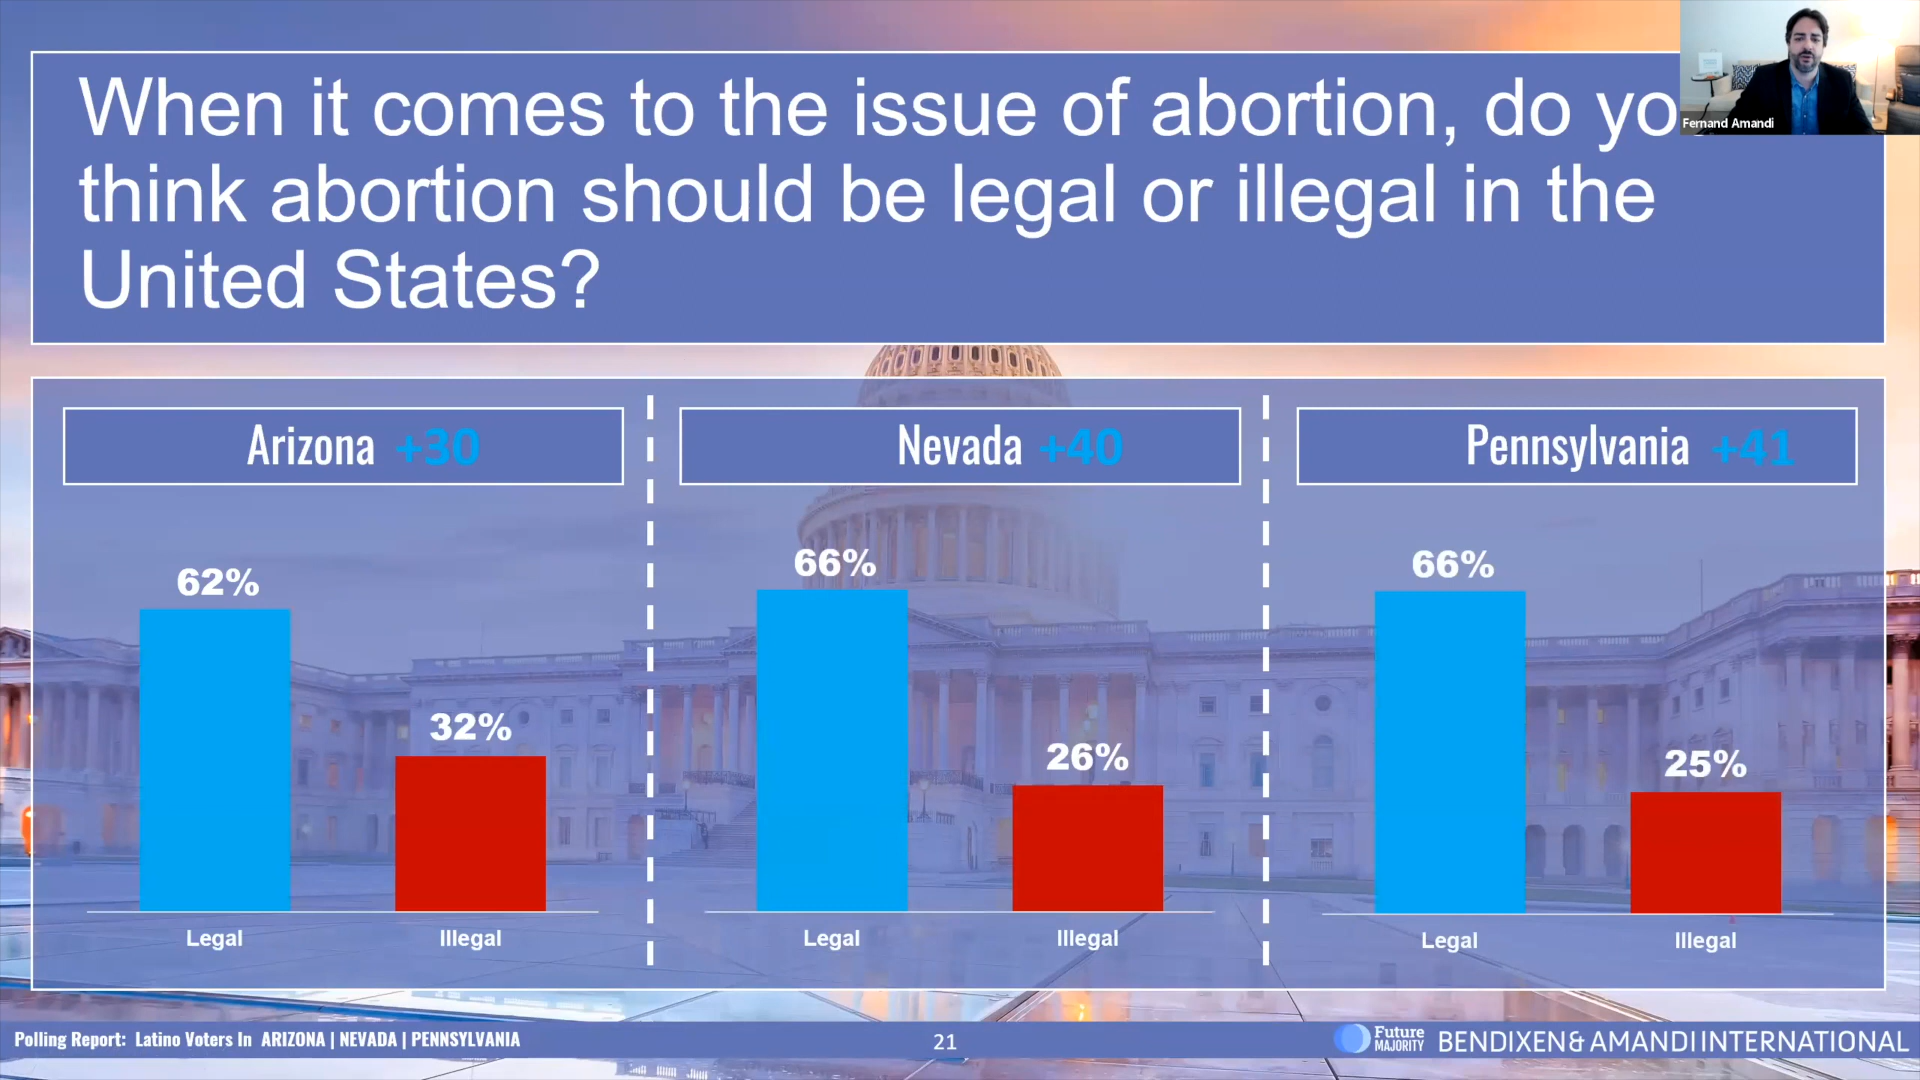 When it comes to the issue of abortion, do yo
think abortion should be legal or illegal in the
United States?
Fernand Amandi
Arizona +30
62%
32%
Legal
Illegal
Nevada +40
66%
26%
Legal
Illegal
Pennsylvania +41
66%
25%
Legal
Illegal
Polling Report: Latino Voters In ARIZONA | NEVADA | PENNSYLVANIA
21
Future
MAJORITY
BENDIXEN & AMANDI INTERNATIONAL